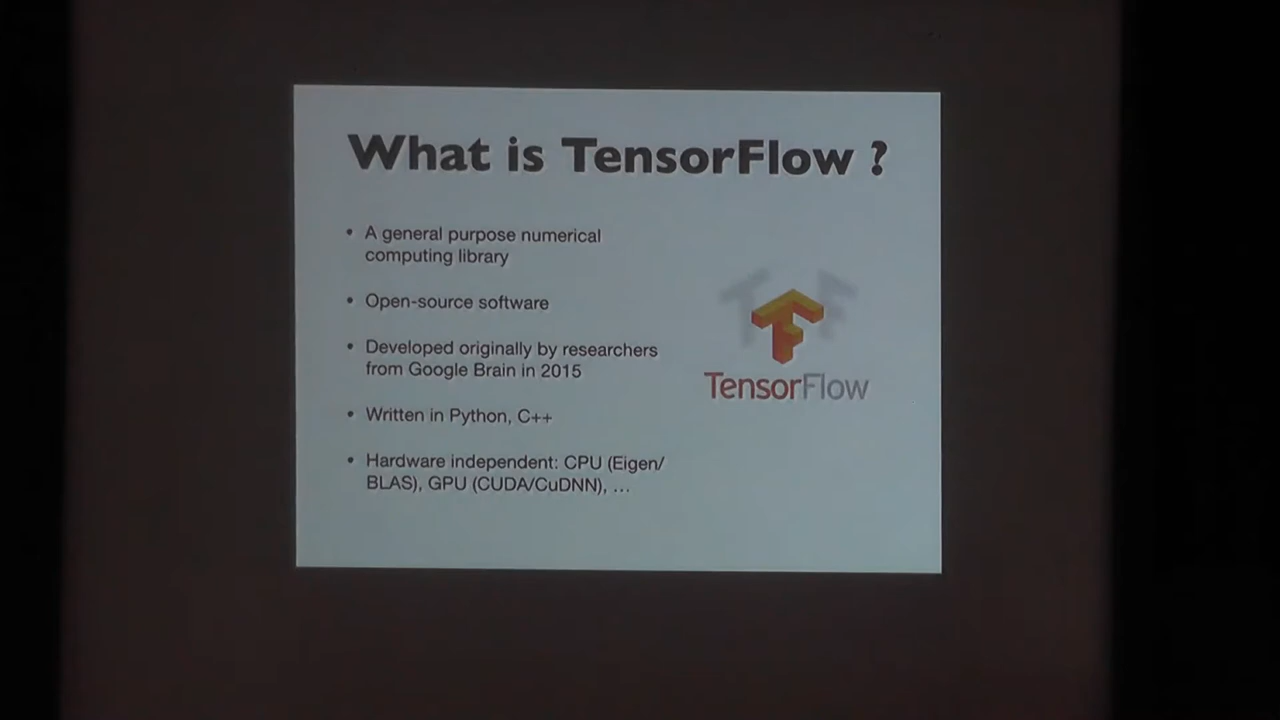 What is TensorFlow ?
• A general purpose numerical
computing library
• Open-source software
• Developed originally by researchers
from Google Brain in 2015
• Written in Python, C++
• Hardware independent: CPU (Eigen/
BLAS), GPU (CUDA/CuDNN), …
TensorFlow